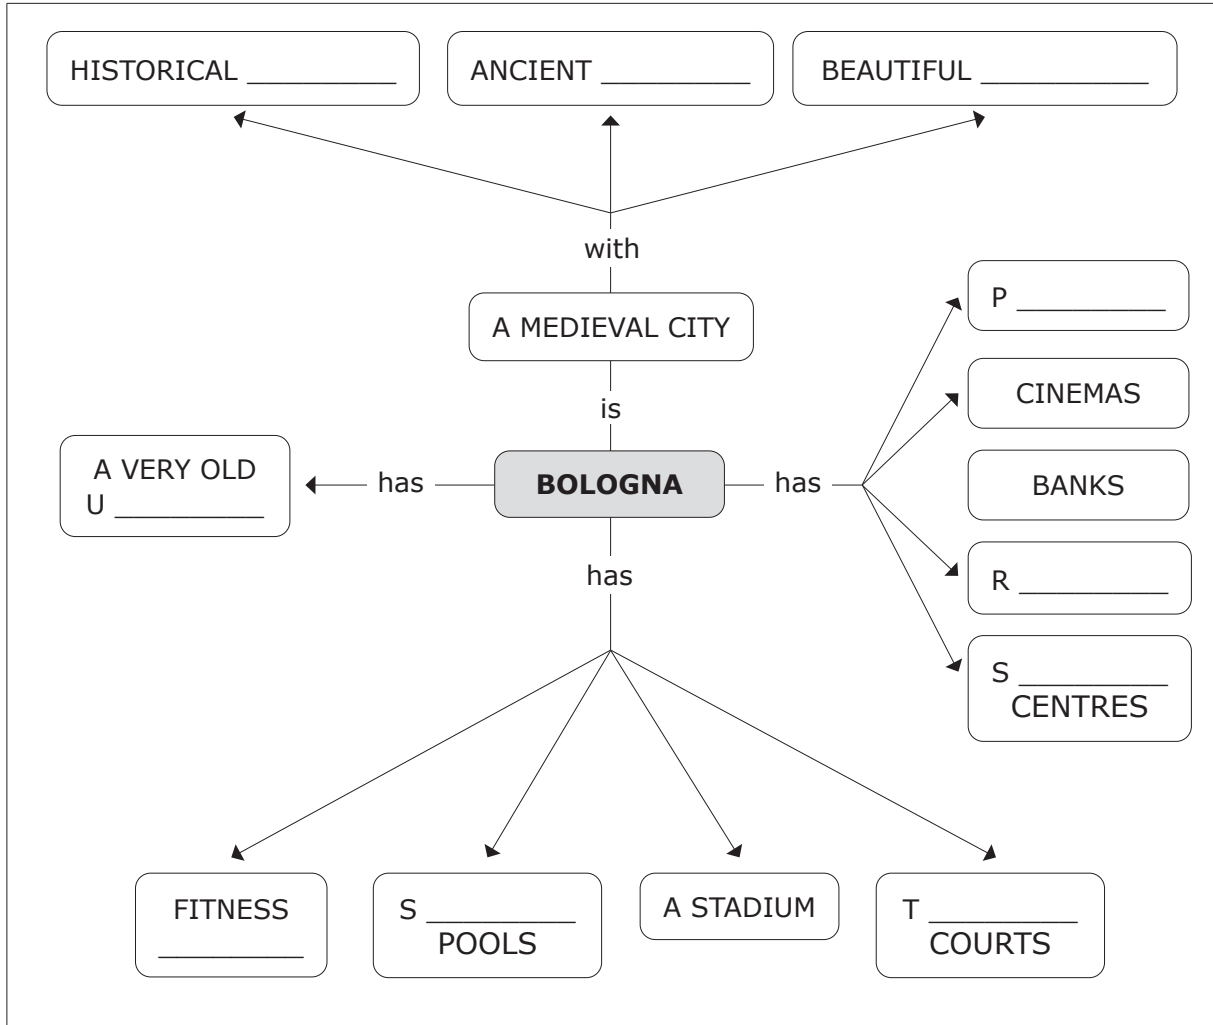 HISTORICAL _________
ANCIENT _________
BEAUTIFUL _________
with
A MEDIEVAL CITY
is
P _________
CINEMAS
BANKS
R _________
S _________
CENTRES
A VERY OLD
U _________
has
BOLOGNA
has
has
FITNESS
_________
S _________
POOLS
A STADIUM
T _________
COURTS